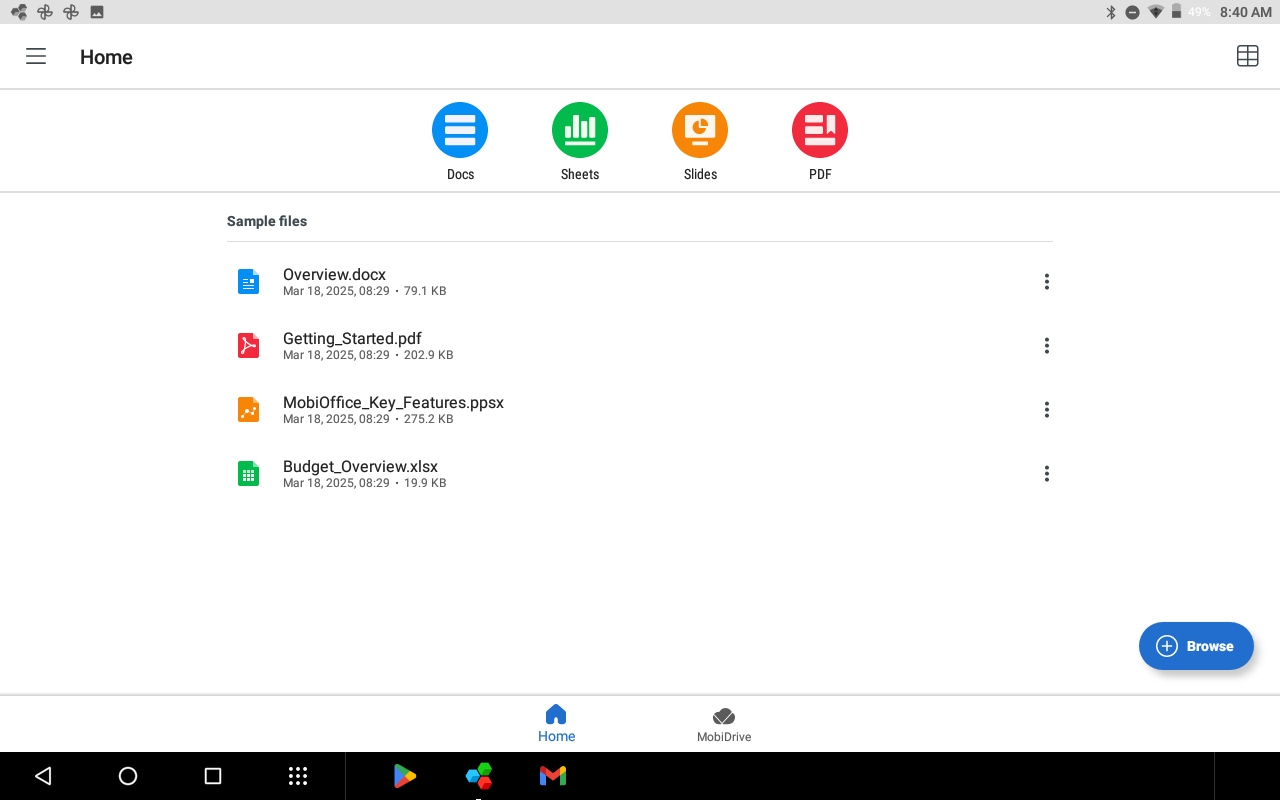 49% 8:40 AM
Home
Docs
Sheets
Slides
PDF
Sample files
Overview.docx
Mar 18, 2025, 08:29 • 79.1 KB
Getting_Started.pdf
Mar 18, 2025, 08:29 • 202.9 KB
MobiOffice_Key_Features.ppsx
Mar 18, 2025, 08:29 • 275.2 KB
Budget_Overview.xlsx
Mar 18, 2025, 08:29 • 19.9 KB
Browse
Home
MobiDrive